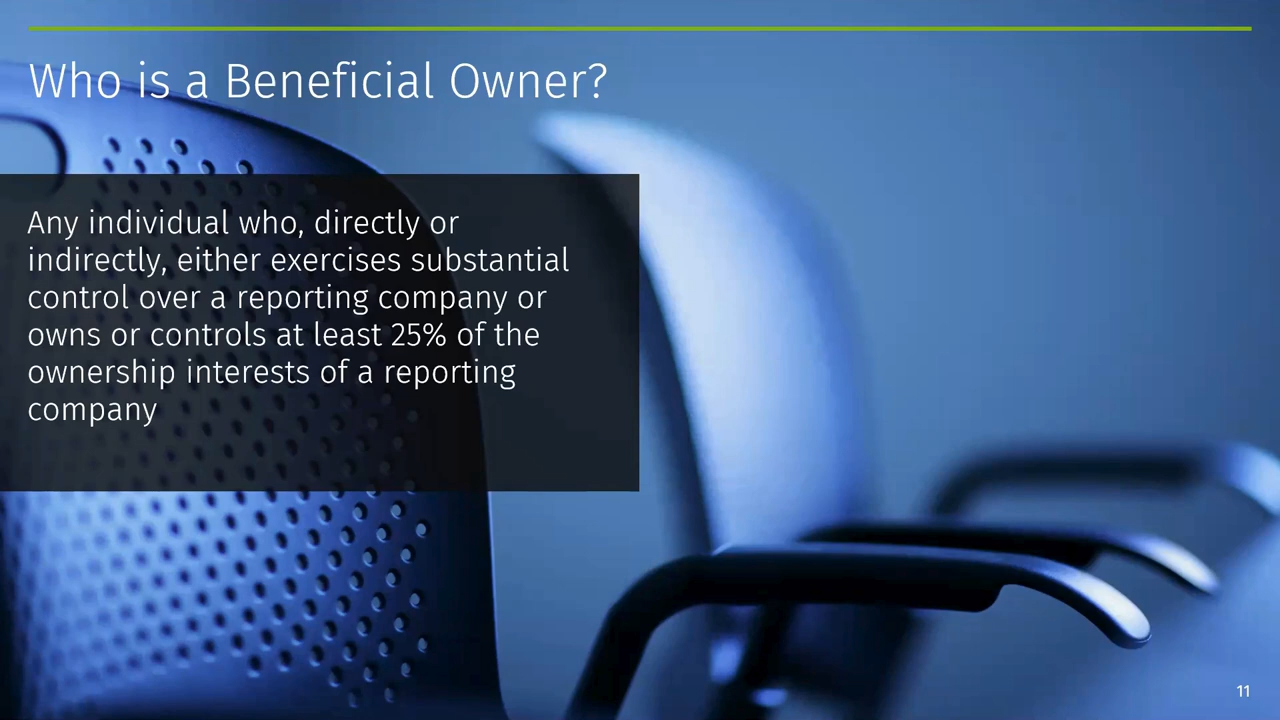 Who is a Beneficial Owner?
Any individual who, directly or
indirectly, either exercises substantial
control over a reporting company or
owns or controls at least 25% of the
ownership interests of a reporting
company
11